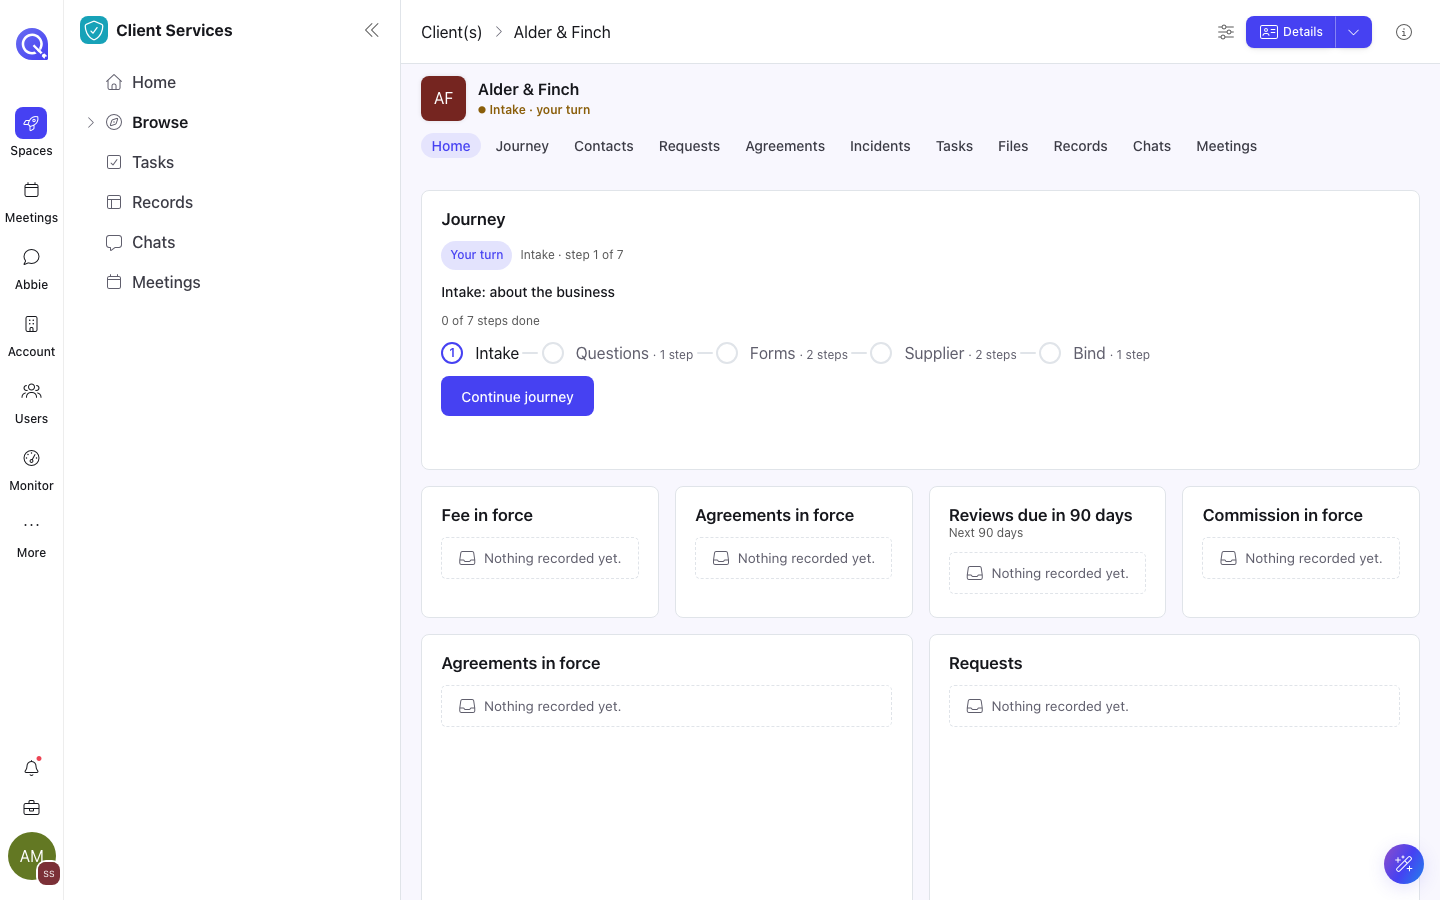 Client Services
Client(s)
Alder & Finch
Details
Spaces
Meetings
Abbie
Account
Users
Monitor
More
AM
SS
Home
Browse
Tasks
Records
Chats
Meetings
AF
Alder & Finch
Intake · your turn
Home
Journey
Contacts
Requests
Agreements
Incidents
Tasks
Files
Records
Chats
Meetings
Journey
Your turn
Intake · step 1 of 7
Intake: about the business
0 of 7 steps done
1 Intake
Questions · 1 step
Forms · 2 steps
Supplier · 2 steps
Bind · 1 step
Continue journey
Fee in force
Nothing recorded yet.
Agreements in force
Nothing recorded yet.
Reviews due in 90 days
Next 90 days
Nothing recorded yet.
Commission in force
Nothing recorded yet.
Agreements in force
Nothing recorded yet.
Requests
Nothing recorded yet.